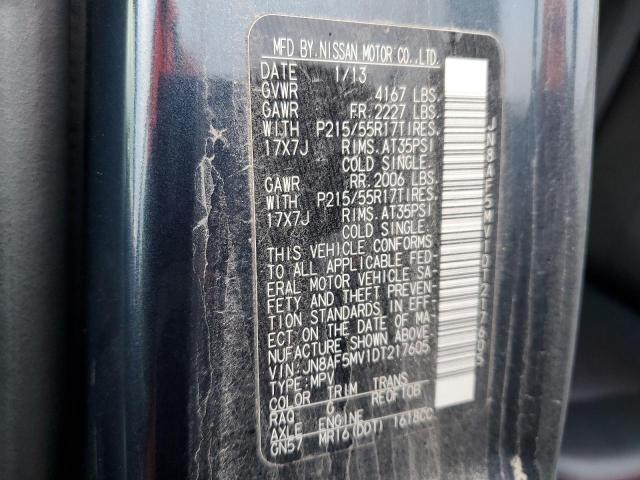 MFD BY NISSAN MOTOR CO.,LTD.
DATE 1/13
GVWR 4167 LBS.
GAWR FR.2227 LBS.
WITH P215/55R17TIRES,
17X7J RIMS.AT35PSI
COLD SINGLE.
GAWR RR.2006 LBS.
WITH P215/55R17TIRES,
17X7J RIMS.AT35PSI
COLD SINGLE.
THIS VEHICLE CONFORMS
TO ALL APPLICABLE FED-
ERAL MOTOR VEHICLE SA-
FETY AND THEFT PREVEN-
TION STANDARDS IN EFF-
ECT ON THE DATE OF MA-
NUFACTURE SHOWN ABOVE.
VIN:JN8AF5MV1DT217605
TYPE:MPV
COLOR TRIM TRANS
RAQ G RE0F10B
AXLE ENGINE
GN57 MR16(DDT) 1618CC
JN8AF5MV1DT217605